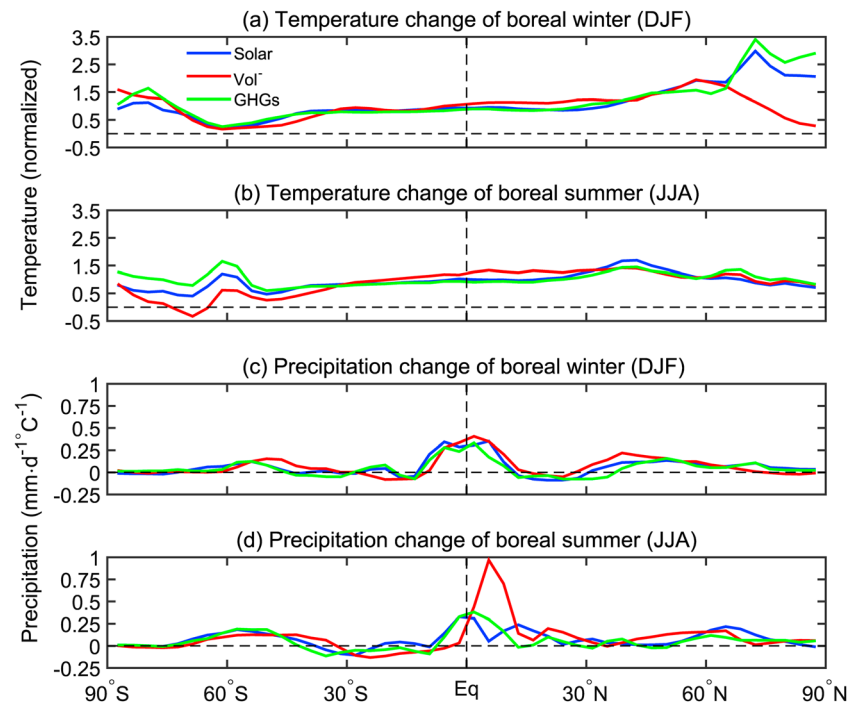 (a) Temperature change of boreal winter (DJF)
3.5
2.5
1.5
0.5
-0.5
Solar
Vol⁻
GHGs
Temperature (normalized)
(b) Temperature change of boreal summer (JJA)
3.5
2.5
1.5
0.5
-0.5
(c) Precipitation change of boreal winter (DJF)
1
0.75
0.5
0.25
0
-0.25
Precipitation (mm·d⁻¹°C⁻¹)
(d) Precipitation change of boreal summer (JJA)
1
0.75
0.5
0.25
0
-0.25
90°S 60°S 30°S Eq 30°N 60°N 90°N